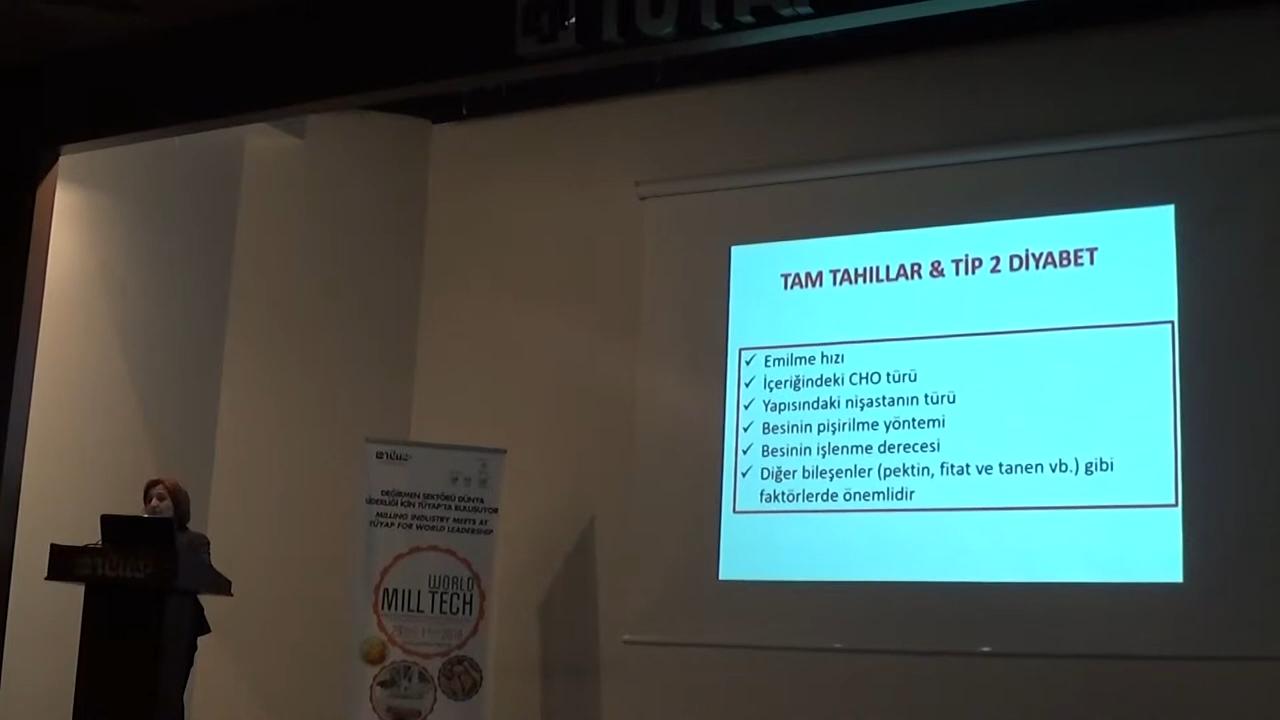 TÜYAP
TAM TAHILLAR & TİP 2 DİYABET
✓ Emilme hızı
✓ İçeriğindeki CHO türü
✓ Yapısındaki nişastanın türü
✓ Besinin pişirilme yöntemi
✓ Besinin işlenme derecesi
✓ Diğer bileşenler (pektin, fitat ve tanen vb.) gibi
faktörlerde önemlidir
DEĞİRMEN SEKTÖRÜ DÜNYA
LİDERLİĞİ İÇİN TÜYAP'TA BULUŞUYOR
MILLING INDUSTRY MEETS AT
TÜYAP FOR WORLD LEADERSHIP
WORLD
MILL TECH